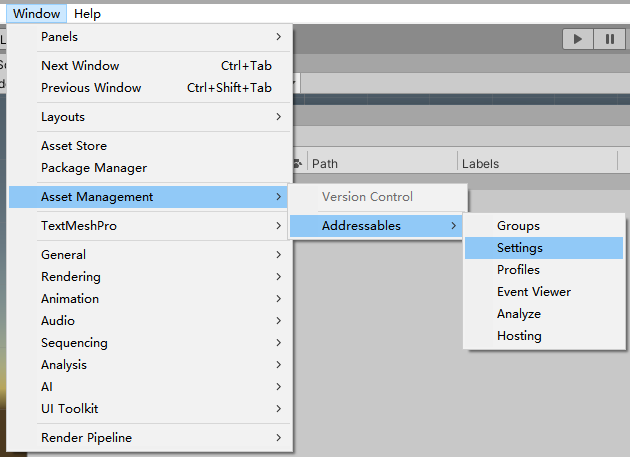 Window Help
Panels
Next Window Ctrl+Tab
Previous Window Ctrl+Shift+Tab
Layouts
Asset Store
Package Manager
Path Labels
Asset Management
Version Control
TextMeshPro
Addressables
Groups
Settings
Profiles
Event Viewer
Analyze
Hosting
General
Rendering
Animation
Audio
Sequencing
Analysis
AI
UI Toolkit
Render Pipeline